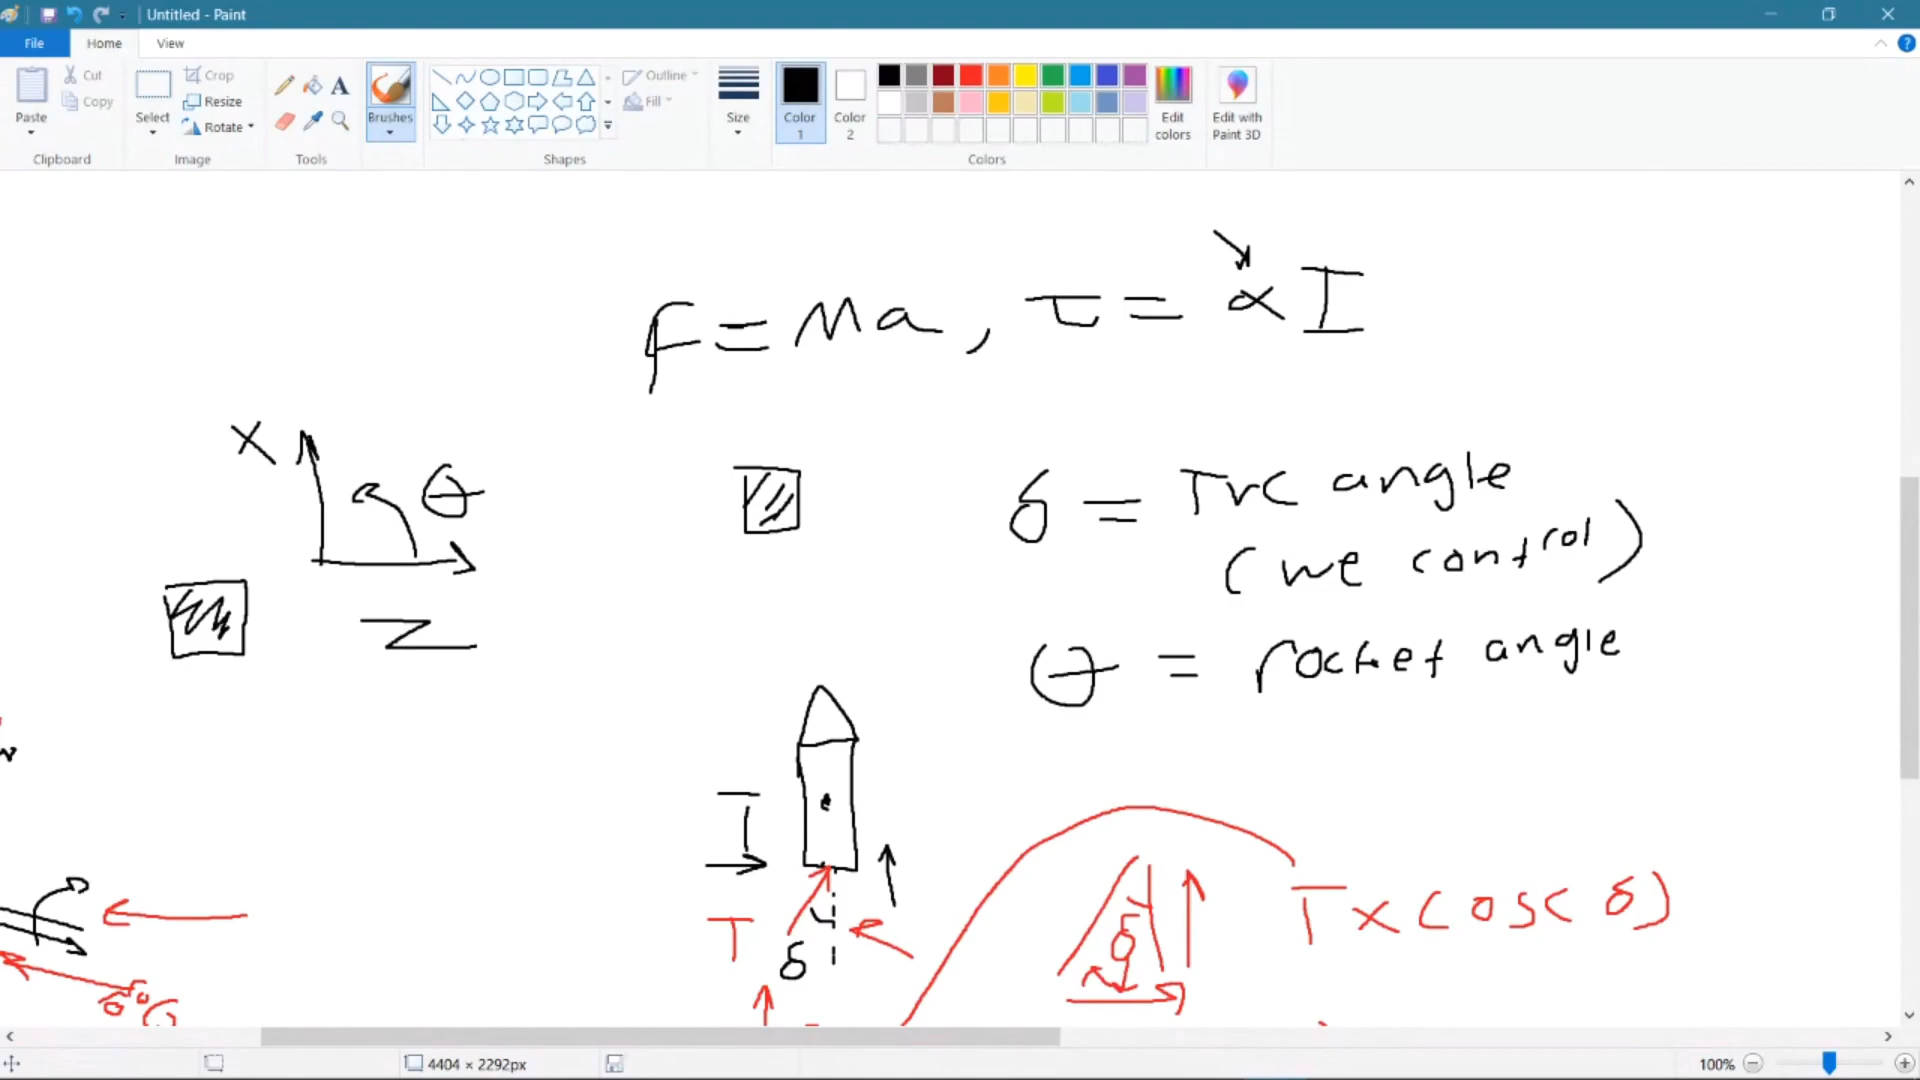 Untitled - Paint
File
Home
View
Paste
Cut
Copy
Clipboard
Select
Crop
Resize
Rotate
Image
A
Tools
Brushes
Outline
Fill
Shapes
Size
Color 1
Color 2
Edit colors
Edit with Paint 3D
Colors
F = Ma, τ = αI
X
θ
Z
δ = TVC angle
(we control)
θ = rocket angle
I
T
δ
δ
T x Cos(δ)
4404 × 2292px
100%